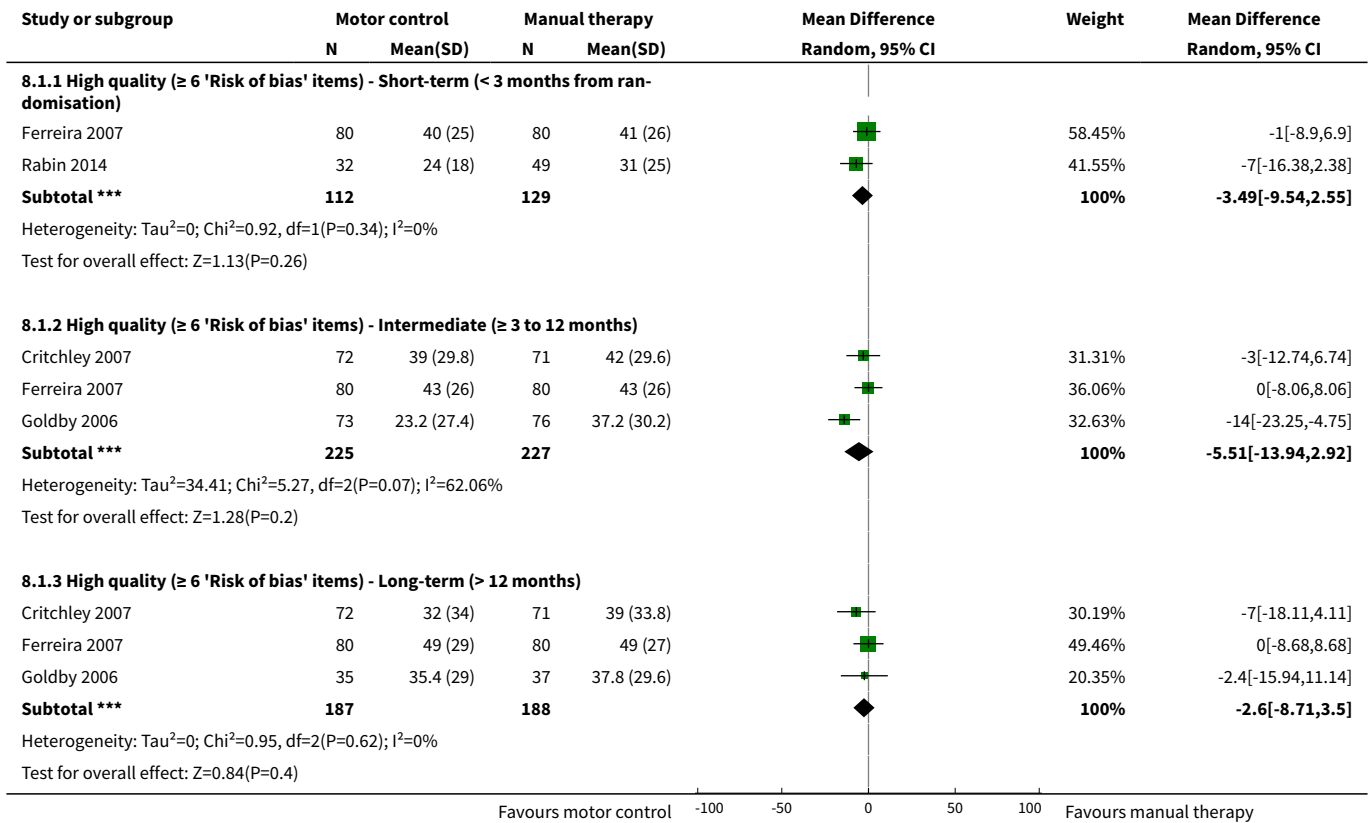 Study or subgroup Motor control Manual therapy Mean Difference Weight Mean Difference
N Mean(SD) N Mean(SD) Random, 95% CI Random, 95% CI
8.1.1 High quality (≥ 6 'Risk of bias' items) - Short-term (< 3 months from ran-
domisation)
Ferreira 2007 80 40 (25) 80 41 (26) 58.45% -1[-8.9,6.9]
Rabin 2014 32 24 (18) 49 31 (25) 41.55% -7[-16.38,2.38]
Subtotal *** 112 129 100% -3.49[-9.54,2.55]
Heterogeneity: Tau²=0; Chi²=0.92, df=1(P=0.34); I²=0%
Test for overall effect: Z=1.13(P=0.26)
8.1.2 High quality (≥ 6 'Risk of bias' items) - Intermediate (≥ 3 to 12 months)
Critchley 2007 72 39 (29.8) 71 42 (29.6) 31.31% -3[-12.74,6.74]
Ferreira 2007 80 43 (26) 80 43 (26) 36.06% 0[-8.06,8.06]
Goldby 2006 73 23.2 (27.4) 76 37.2 (30.2) 32.63% -14[-23.25,-4.75]
Subtotal *** 225 227 100% -5.51[-13.94,2.92]
Heterogeneity: Tau²=34.41; Chi²=5.27, df=2(P=0.07); I²=62.06%
Test for overall effect: Z=1.28(P=0.2)
8.1.3 High quality (≥ 6 'Risk of bias' items) - Long-term (> 12 months)
Critchley 2007 72 32 (34) 71 39 (33.8) 30.19% -7[-18.11,4.11]
Ferreira 2007 80 49 (29) 80 49 (27) 49.46% 0[-8.68,8.68]
Goldby 2006 35 35.4 (29) 37 37.8 (29.6) 20.35% -2.4[-15.94,11.14]
Subtotal *** 187 188 100% -2.6[-8.71,3.5]
Heterogeneity: Tau²=0; Chi²=0.95, df=2(P=0.62); I²=0%
Test for overall effect: Z=0.84(P=0.4)
Favours motor control -100 -50 0 50 100 Favours manual therapy